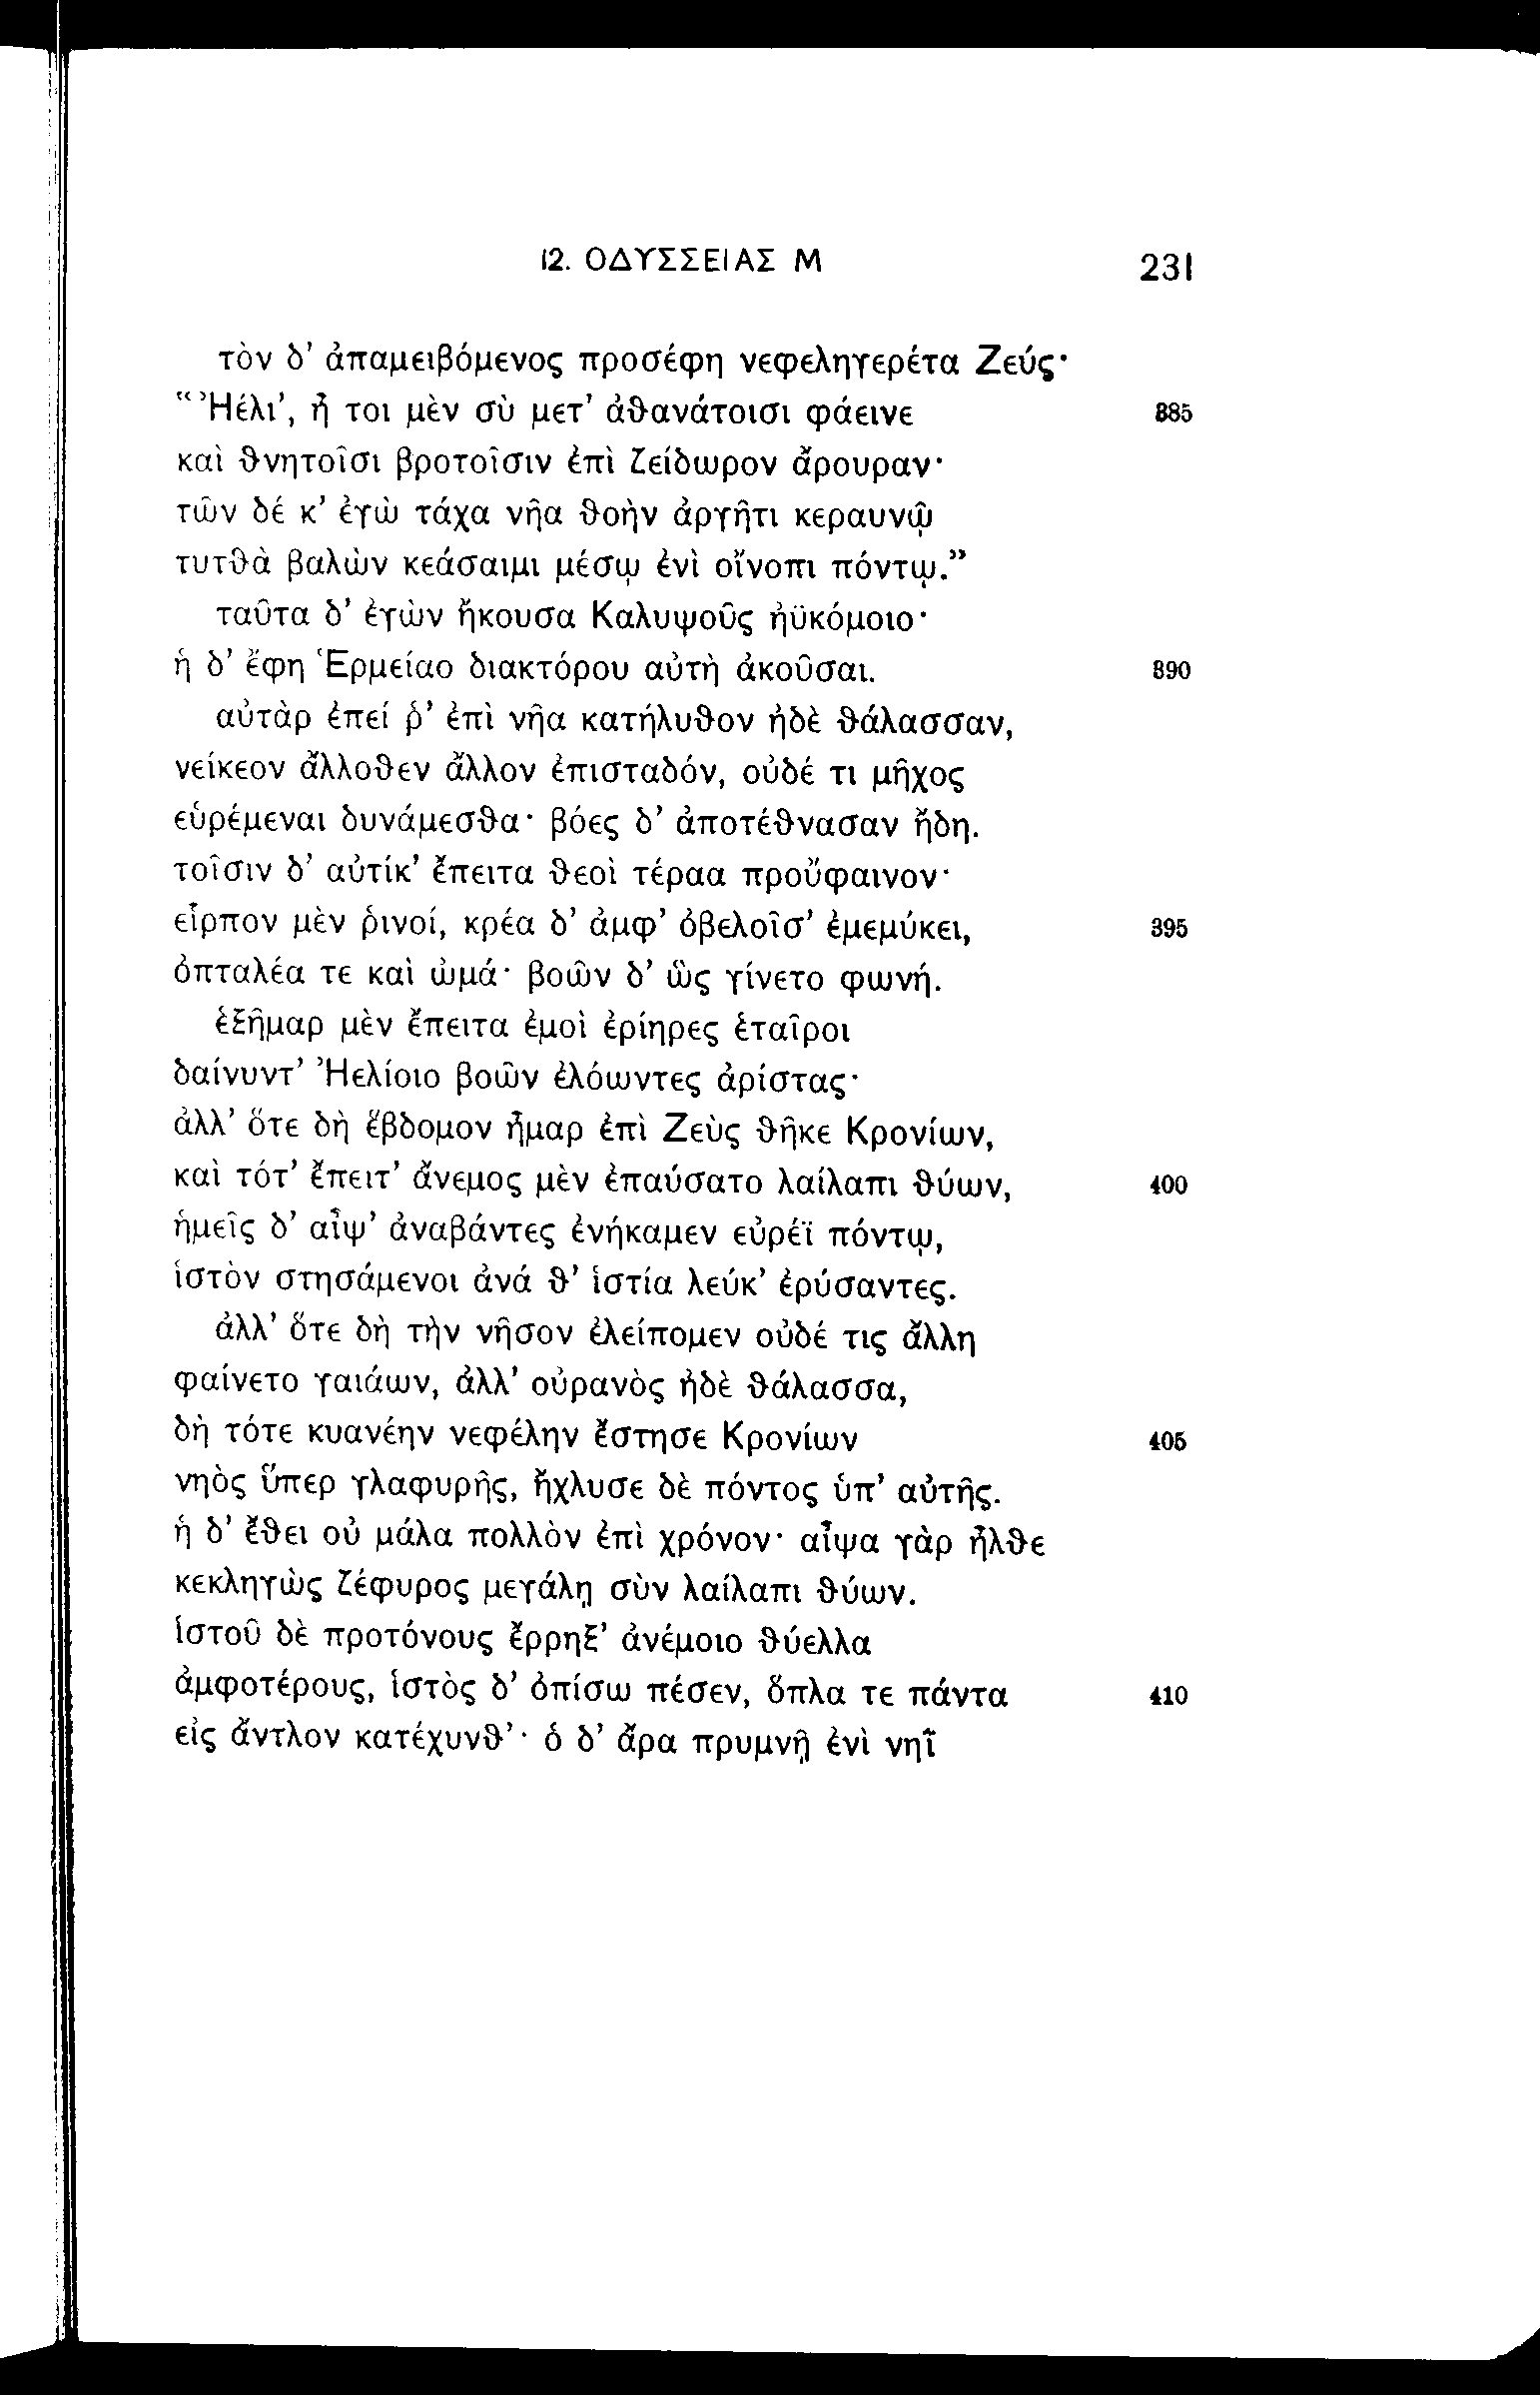 12. ΟΔΥΣΣΕΙΑΣ Μ 231
τὸν δ’ ἀπαμειβόμενος προσέφη νεφεληγερέτα Ζεύς·
“Ἠέλι’, ἦ τοι μὲν σὺ μετ’ ἀϑανάτοισι φάεινε 385
καὶ ϑνητοῖσι βροτοῖσιν ἐπὶ ζείδωρον ἄρουραν·
τῶν δέ κ’ ἐγὼ τάχα νῆα ϑοὴν ἀργῆτι κεραυνῷ
τυτϑὰ βαλὼν κεάσαιμι μέσῳ ἐνὶ οἴνοπι πόντῳ.”
ταῦτα δ’ ἐγὼν ἤκουσα Καλυψοῦς ἠϋκόμοιο·
ἡ δ’ ἔφη Ἑρμείαο διακτόρου αὐτὴ ἀκοῦσαι. 390
αὐτὰρ ἐπεί ῥ’ ἐπὶ νῆα κατήλυϑον ἠδὲ ϑάλασσαν,
νείκεον ἄλλοϑεν ἄλλον ἐπισταδόν, οὐδέ τι μῆχος
εὑρέμεναι δυνάμεσϑα· βόες δ’ ἀποτέϑνασαν ἤδη.
τοῖσιν δ’ αὐτίκ’ ἔπειτα ϑεοὶ τέραα προὔφαινον·
εἷρπον μὲν ῥινοί, κρέα δ’ ἀμφ’ ὀβελοῖσ’ ἐμεμύκει, 395
ὀπταλέα τε καὶ ὠμά· βοῶν δ’ ὣς γίνετο φωνή.
ἑξῆμαρ μὲν ἔπειτα ἐμοὶ ἐρίηρες ἑταῖροι
δαίνυντ’ Ἠελίοιο βοῶν ἐλόωντες ἀρίστας·
ἀλλ’ ὅτε δὴ ἕβδομον ἦμαρ ἐπὶ Ζεὺς ϑῆκε Κρονίων,
καὶ τότ’ ἔπειτ’ ἄνεμος μὲν ἐπαύσατο λαίλαπι ϑύων, 400
ἡμεῖς δ’ αἶψ’ ἀναβάντες ἐνήκαμεν εὐρέϊ πόντῳ,
ἱστὸν στησάμενοι ἀνά ϑ’ ἱστία λεύκ’ ἐρύσαντες.
ἀλλ’ ὅτε δὴ τὴν νῆσον ἐλείπομεν οὐδέ τις ἄλλη
φαίνετο γαιάων, ἀλλ’ οὐρανὸς ἠδὲ ϑάλασσα,
δὴ τότε κυανέην νεφέλην ἔστησε Κρονίων 405
νηὸς ὕπερ γλαφυρῆς, ἤχλυσε δὲ πόντος ὑπ’ αὐτῆς.
ἡ δ’ ἔϑει οὐ μάλα πολλὸν ἐπὶ χρόνον· αἶψα γὰρ ἦλϑε
κεκληγὼς ζέφυρος μεγάλῃ σὺν λαίλαπι ϑύων.
ἱστοῦ δὲ προτόνους ἔρρηξ’ ἀνέμοιο ϑύελλα
ἀμφοτέρους, ἱστὸς δ’ ὀπίσω πέσεν, ὅπλα τε πάντα 410
εἰς ἄντλον κατέχυνϑ’· ὁ δ’ ἄρα πρυμνῇ ἐνὶ νηῒ